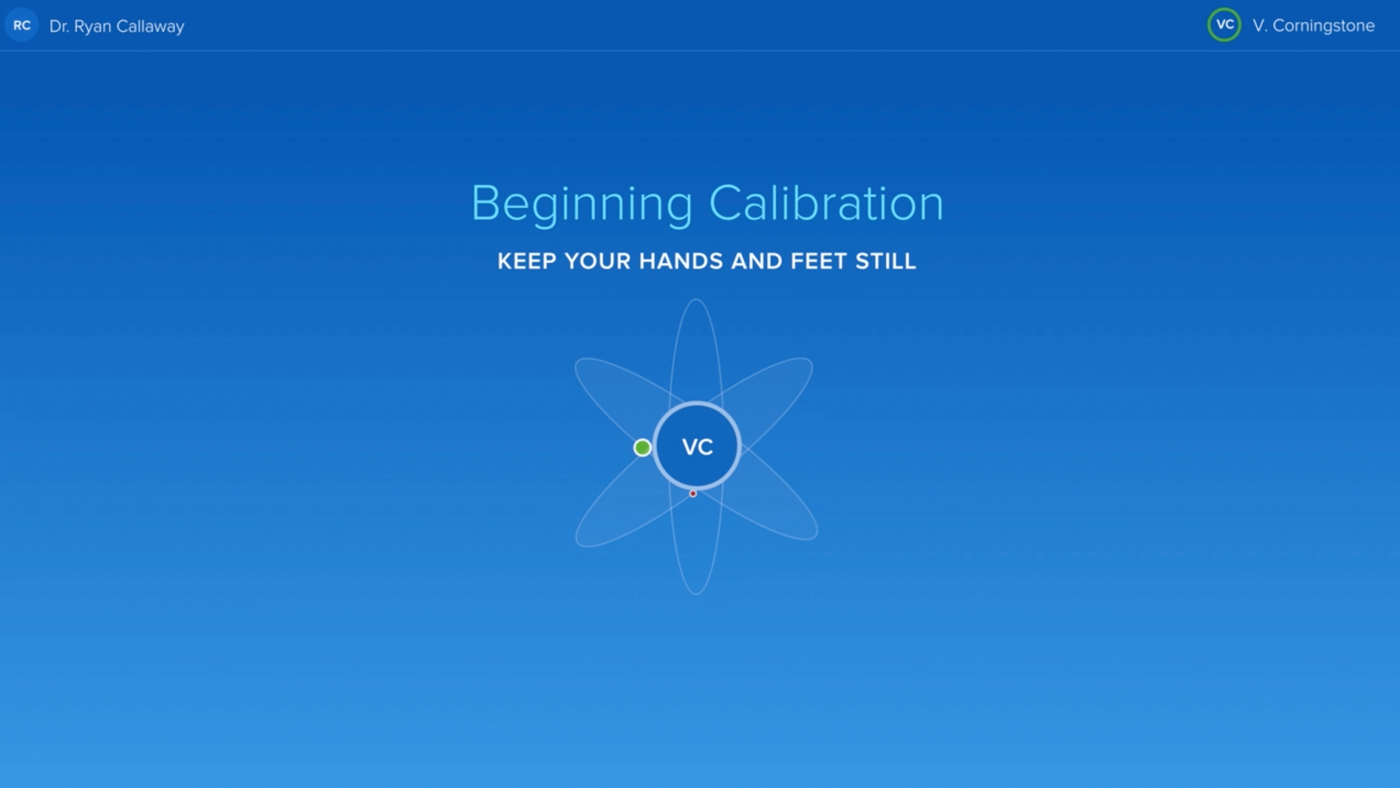 RC Dr. Ryan Callaway
VC V. Corningstone
Beginning Calibration
KEEP YOUR HANDS AND FEET STILL
VC